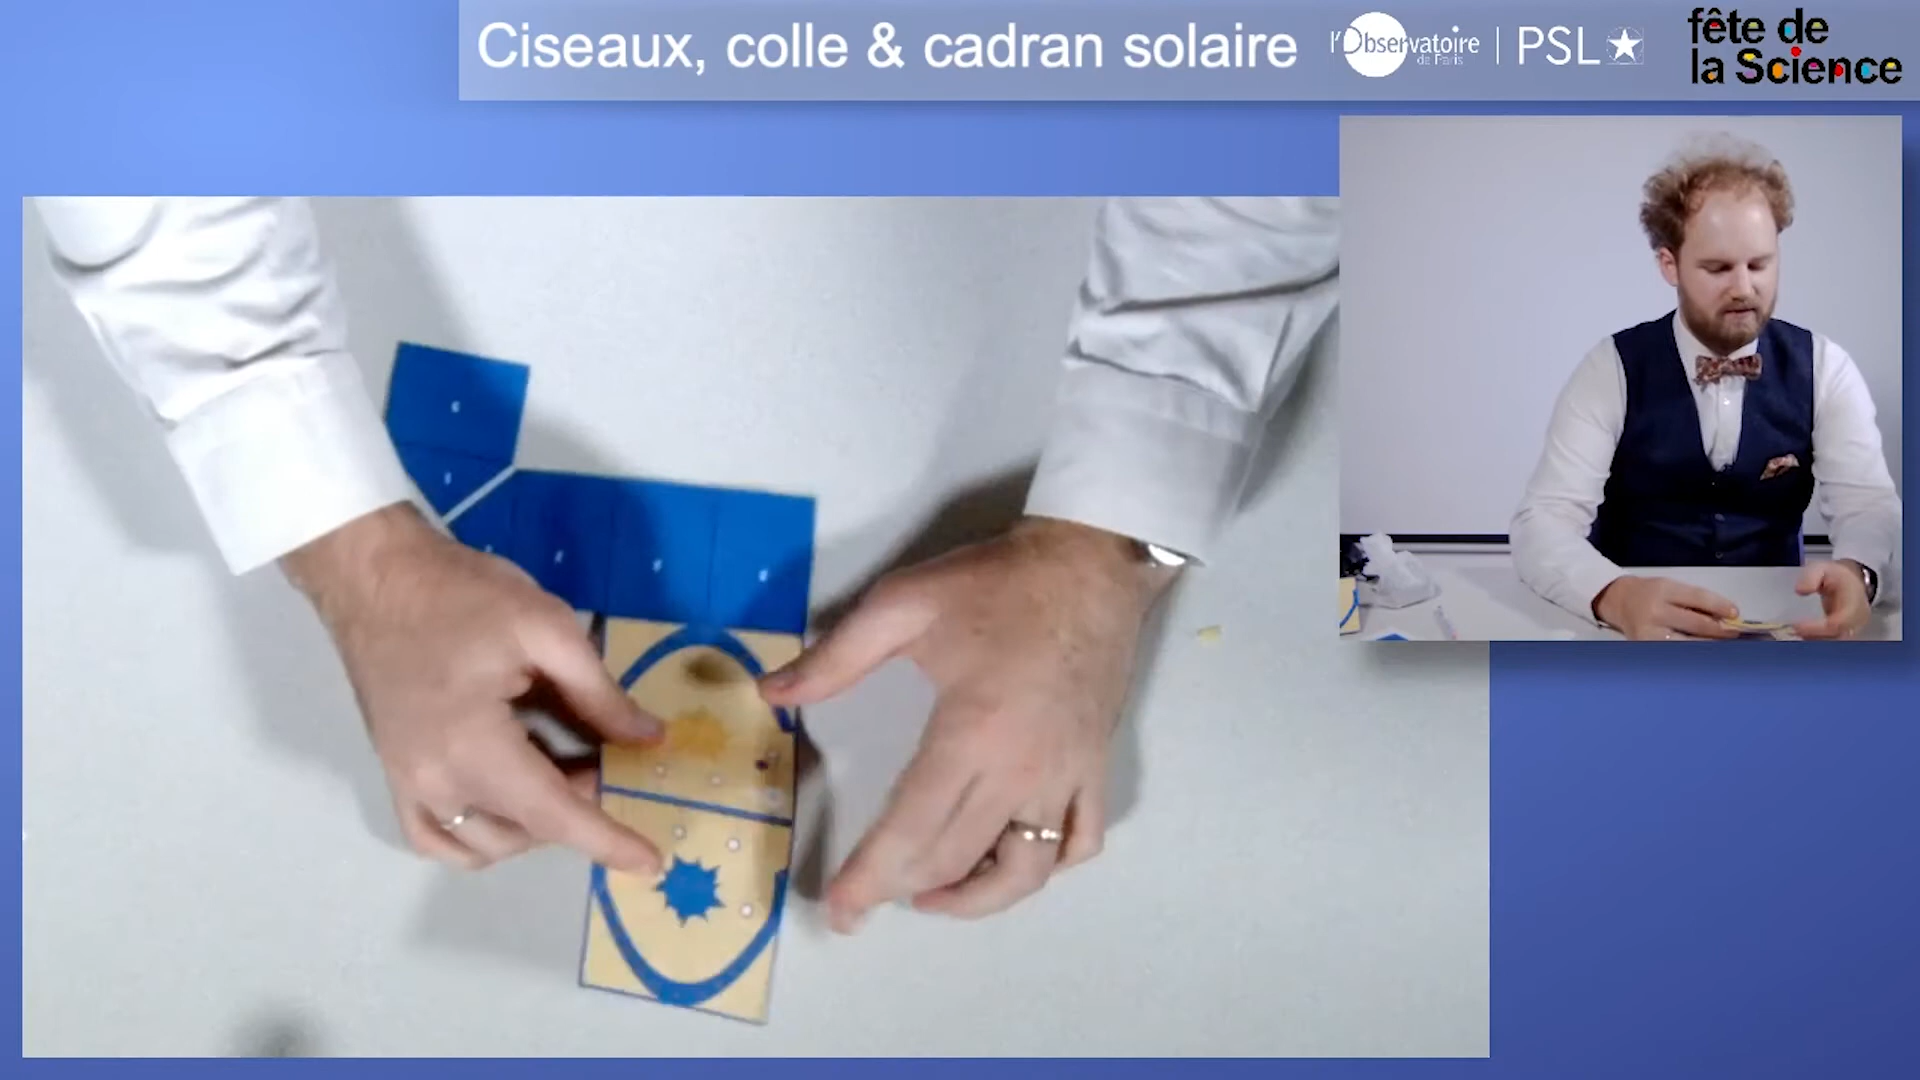 Ciseaux, colle & cadran solaire
l'Observatoire
de Paris
PSL
fête de
la Science